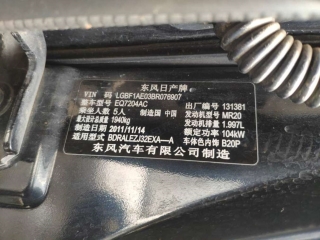 东风日产牌
VIN 码 LGBF1AE03BR076907
整车型号 EQ7204AC 出厂编号 131381
乘坐人数 5人 制造国 中国 发动机型号 MR20
最大设计总质量 1940kg 发动机排量 1.997L
制造日期 2011/11/14 额定功率 104kW
适用型式 BDRALEZJ32EXA—A 车体色内饰 B20P
东风汽车有限公司制造